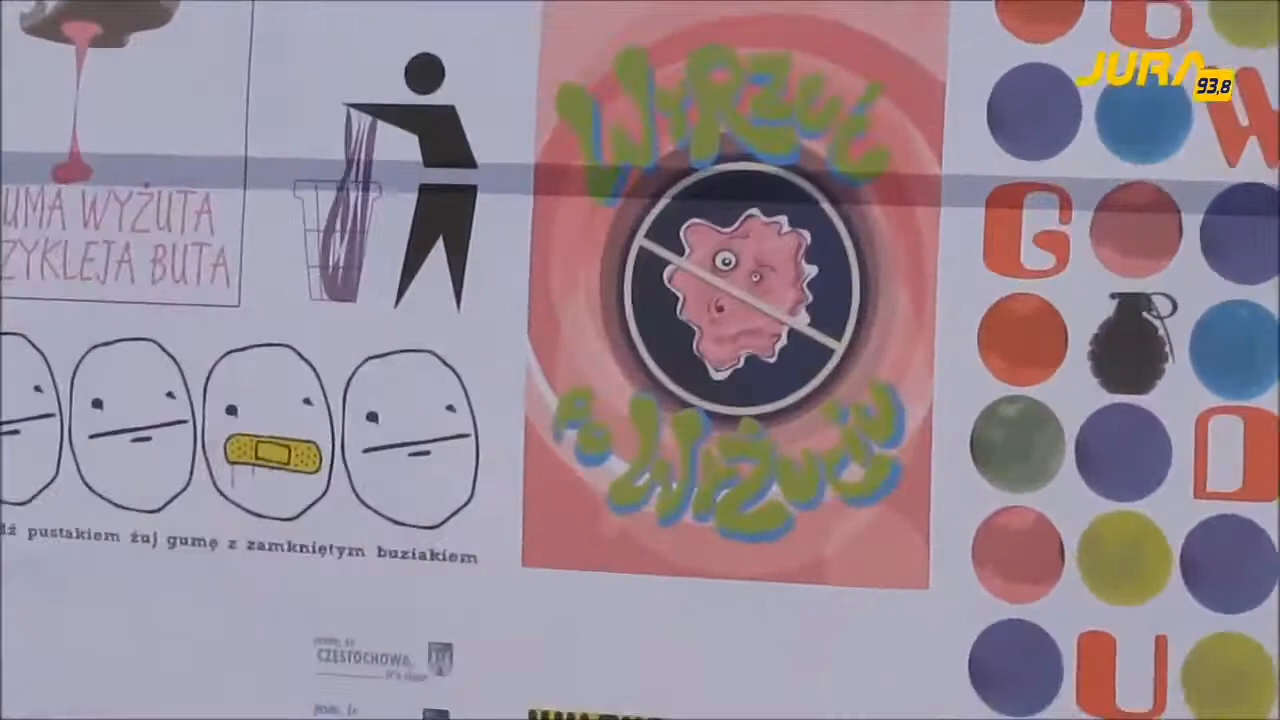 JURA
93,8
UMA WYŻUTA
ZYKLEJA BUTA
WYRZUĆ
PO WYŻUCIU
dź pustakiem żuj gumę z zamkniętym buziakiem
CZĘSTOCHOWA
W
G
D
U